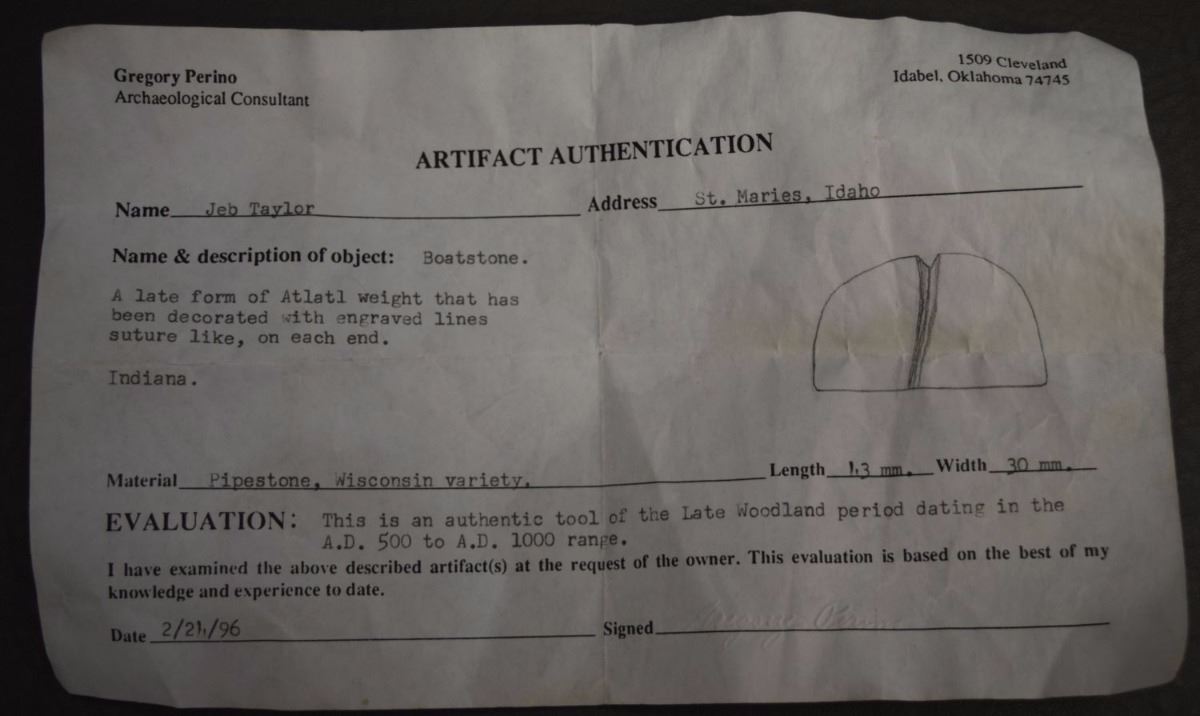 Gregory Perino
Archaeological Consultant
1509 Cleveland
Idabel, Oklahoma 74745
ARTIFACT AUTHENTICATION
Name Jeb Taylor
Address St. Maries, Idaho
Name & description of object: Boatstone.
A late form of Atlatl weight that has
been decorated with engraved lines
suture like, on each end.
Indiana.
Material Pipestone, Wisconsin variety.
Length mm. Width 30 mm.
EVALUATION: This is an authentic tool of the Late Woodland period dating in the
A.D. 500 to A.D. 1000 range.
I have examined the above described artifact(s) at the request of the owner. This evaluation is based on the best of my
knowledge and experience to date.
Date
Signed Gregory Perino